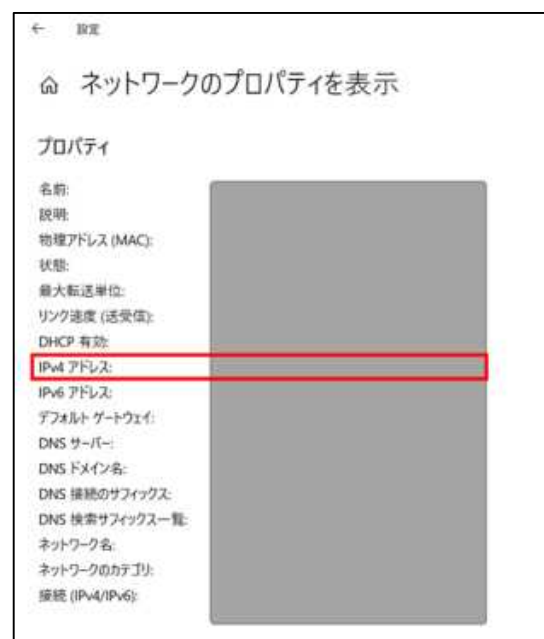 ← 設定
ネットワークのプロパティを表示
プロパティ
名前:
説明:
物理アドレス (MAC):
状態:
最大転送単位:
リンク速度 (送受信):
DHCP 有効:
IPv4 アドレス:
IPv6 アドレス:
デフォルト ゲートウェイ:
DNS サーバー:
DNS ドメイン名:
DNS 接続のサフィックス:
DNS 検索サフィックス一覧:
ネットワーク名:
ネットワークのカテゴリ:
接続 (IPv4/IPv6):